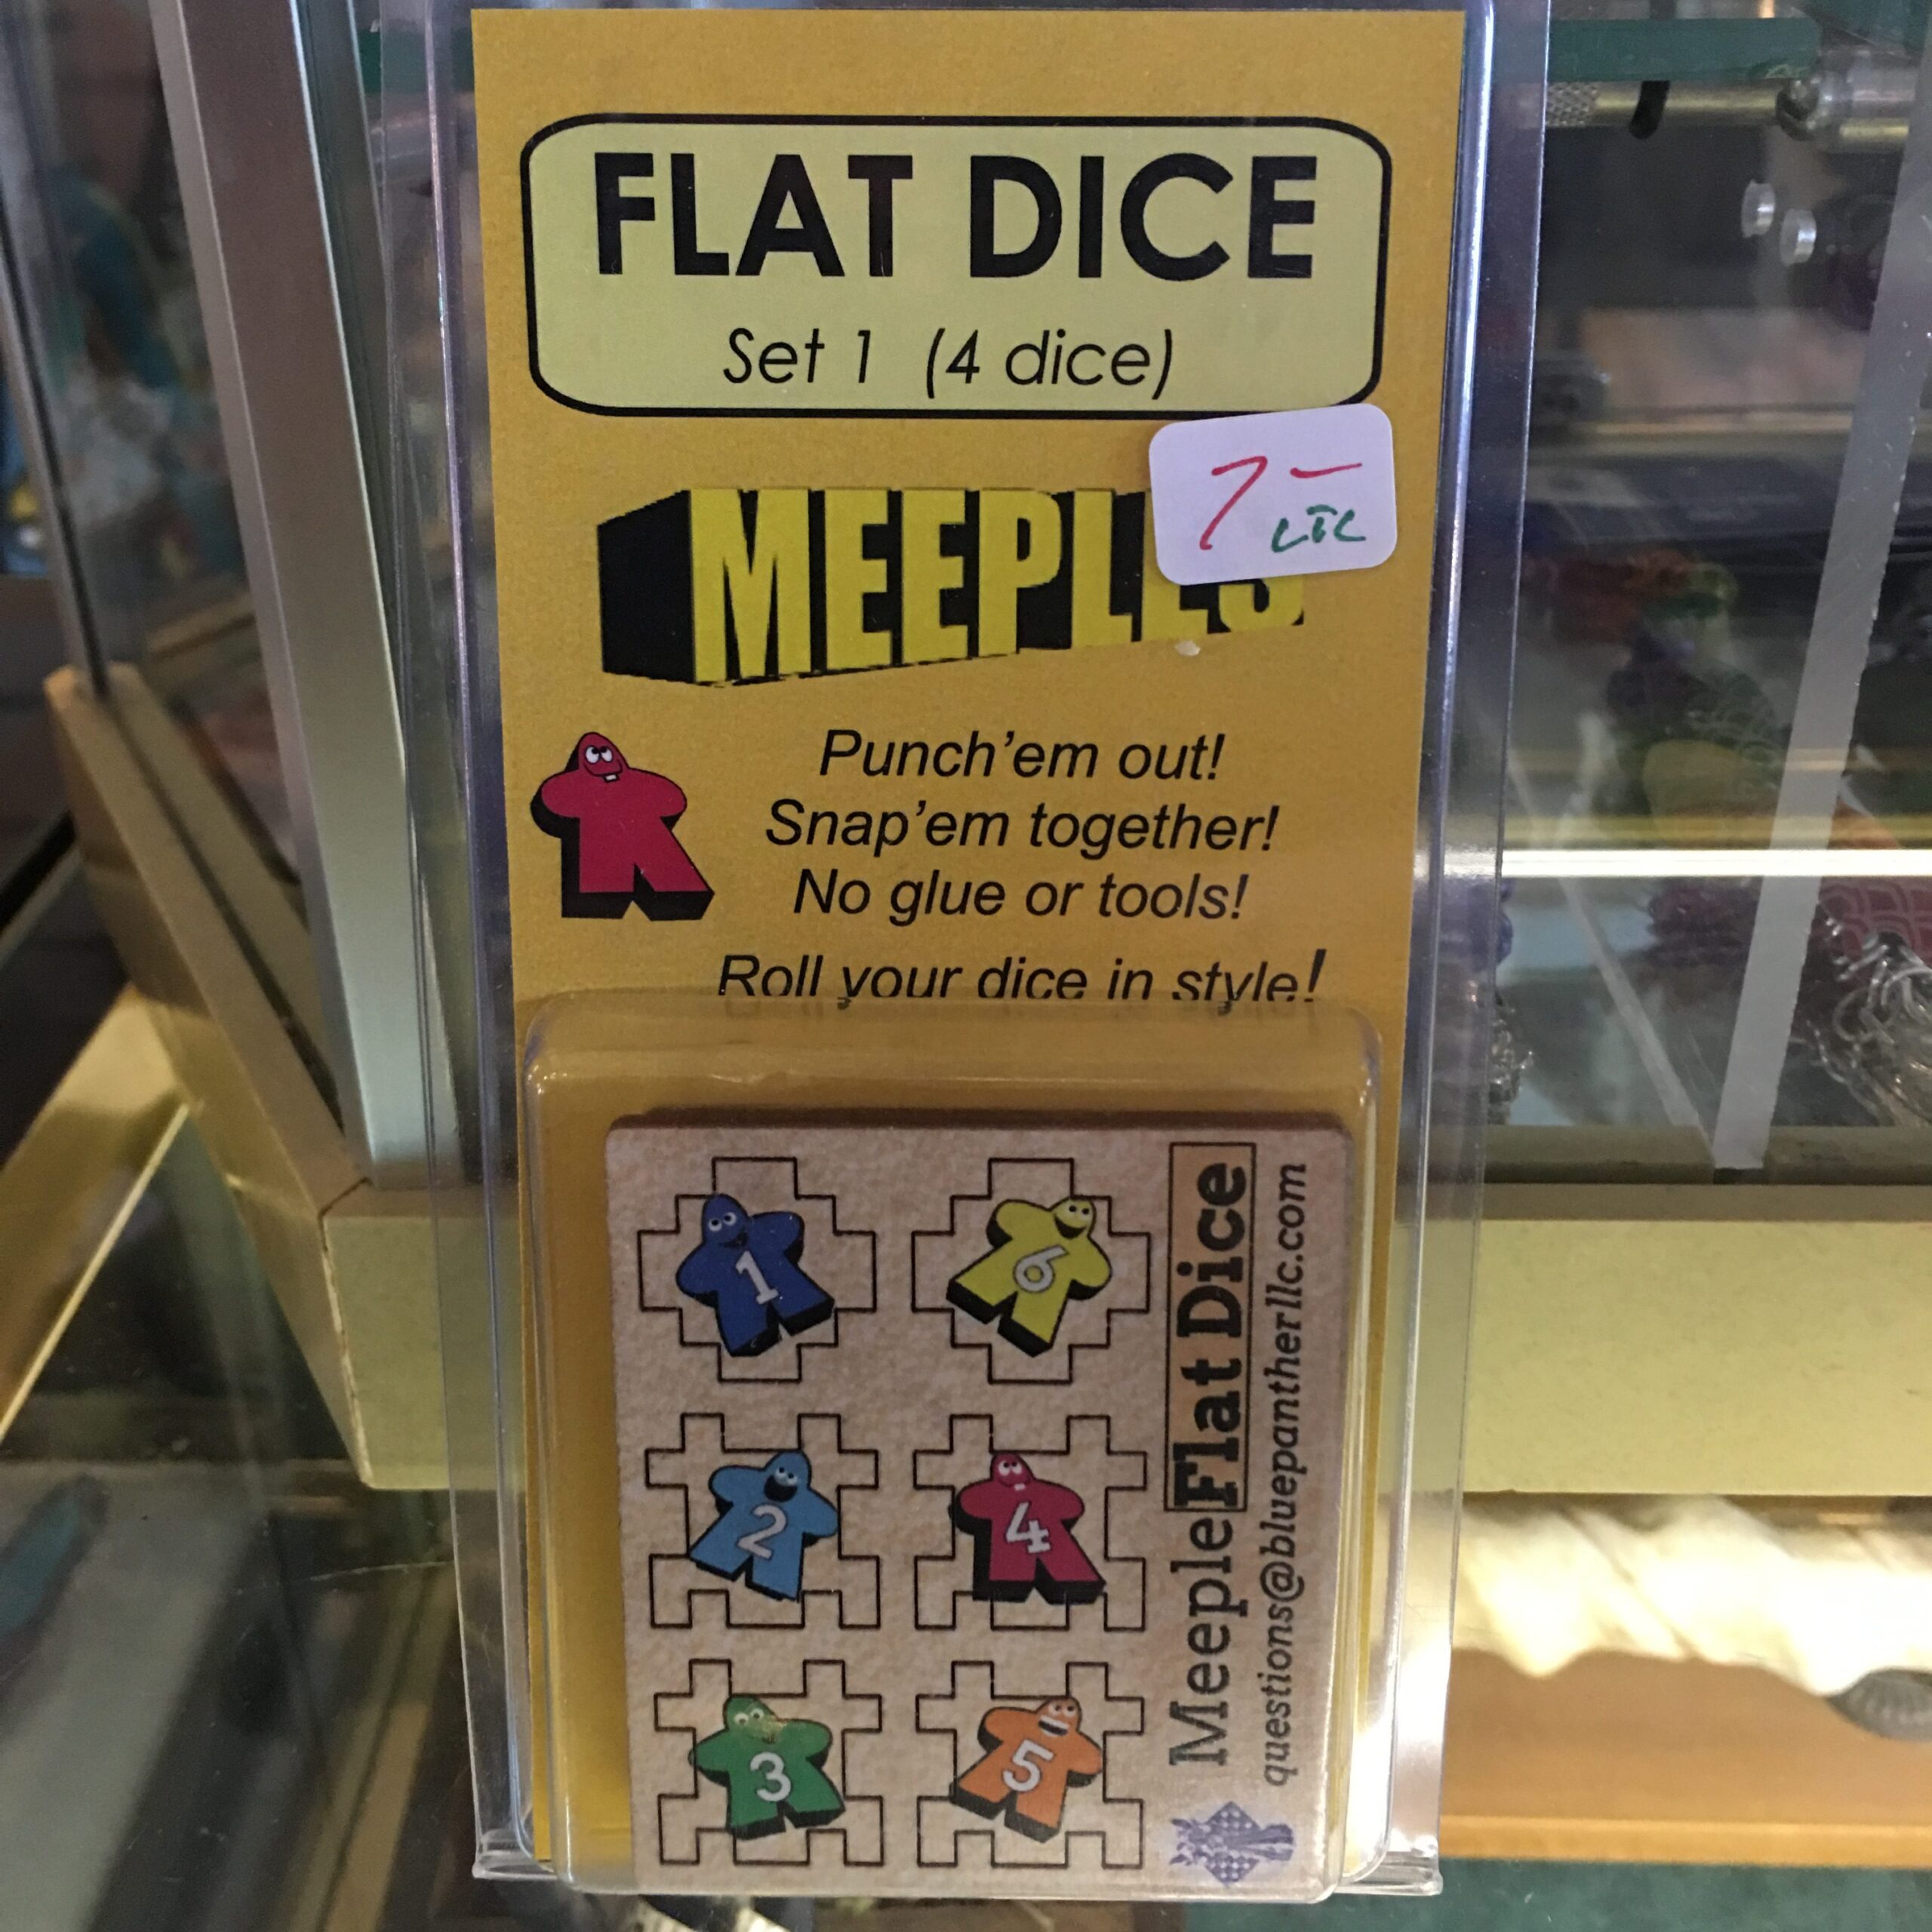 FLAT DICE
Set 1 (4 dice)
7 –
LTL
MEEPLES
Punch'em out!
Snap'em together!
No glue or tools!
Roll your dice in style!
1
6
2
4
3
5
MeepleFlat Dice
questions@bluepantherllc.com